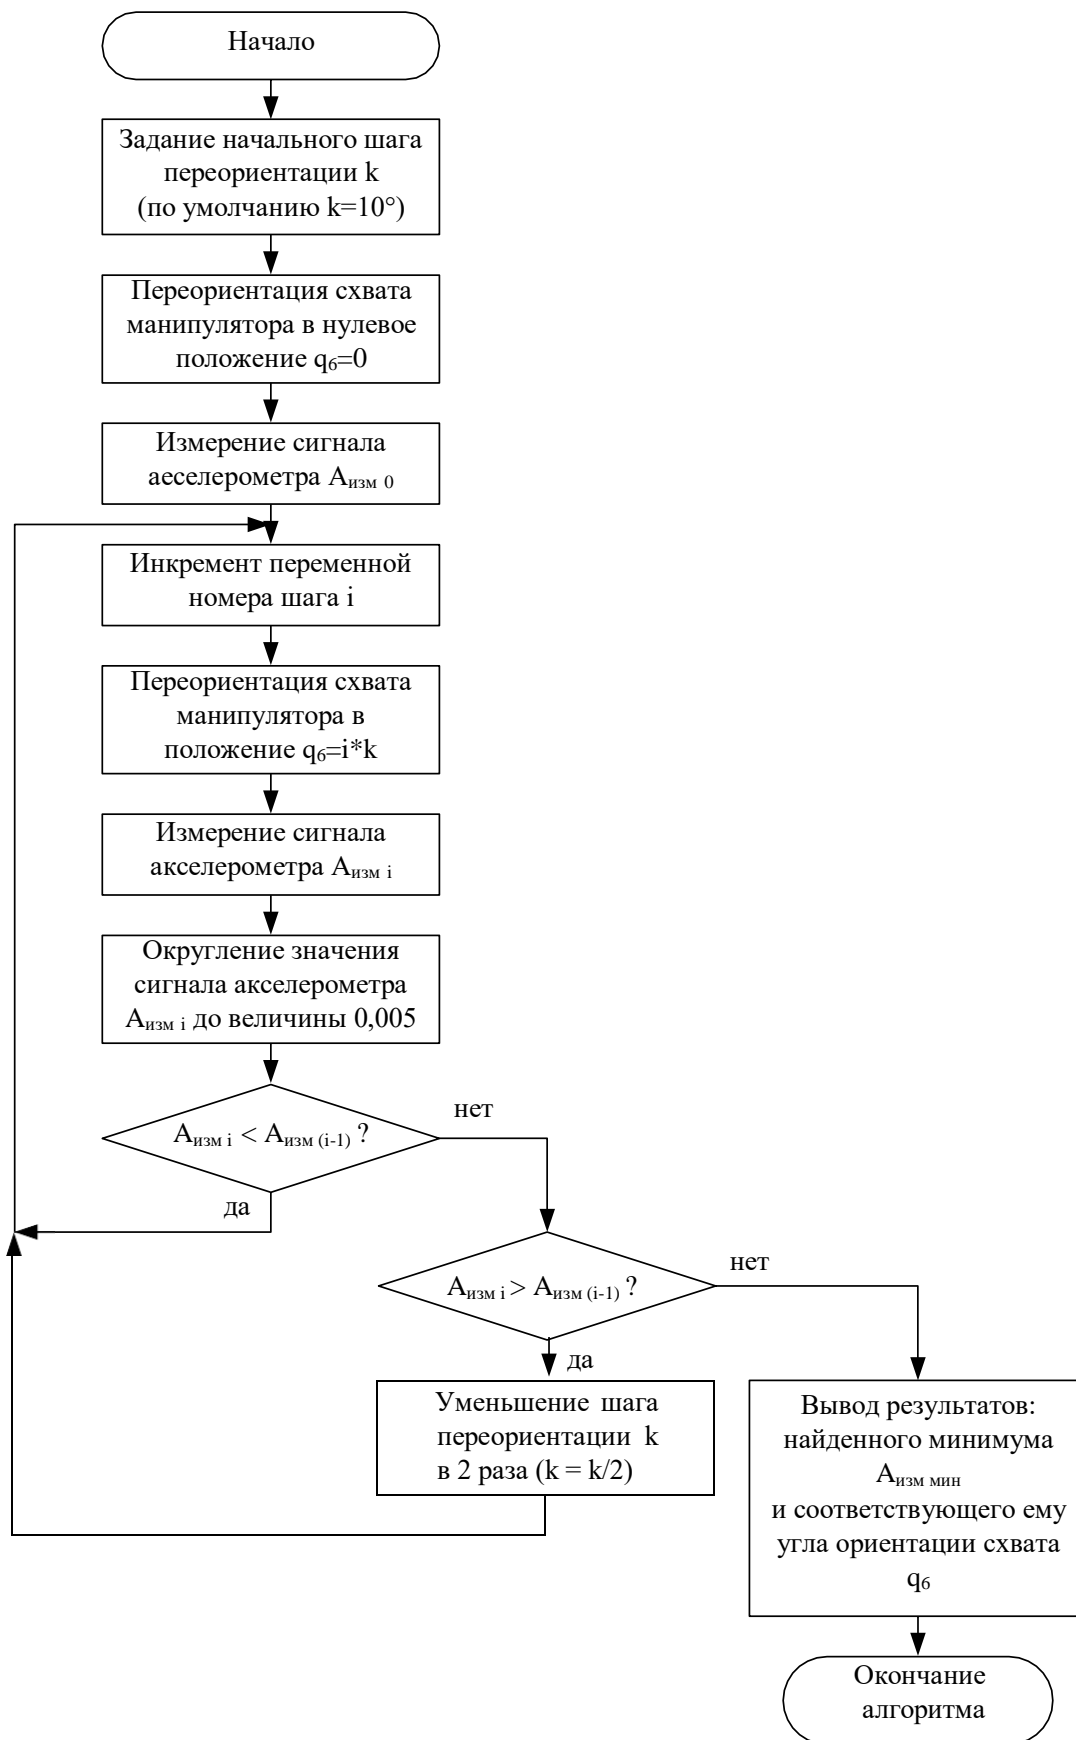 Начало
Задание начального шага
переориентации k
(по умолчанию k=10°)
Переориентация схвата
манипулятора в нулевое
положение q₆=0
Измерение сигнала
аеселерометра Aизм 0
Инкремент переменной
номера шага i
Переориентация схвата
манипулятора в
положение q₆=i*k
Измерение сигнала
акселерометра Aизм i
Округление значения
сигнала акселерометра
Aизм i до величины 0,005
Aизм i < Aизм (i-1) ?
нет
да
Aизм i > Aизм (i-1) ?
нет
да
Уменьшение шага
переориентации k
в 2 раза (k = k/2)
Вывод результатов:
найденного минимума
Aизм мин
и соответствующего ему
угла ориентации схвата
q₆
Окончание
алгоритма